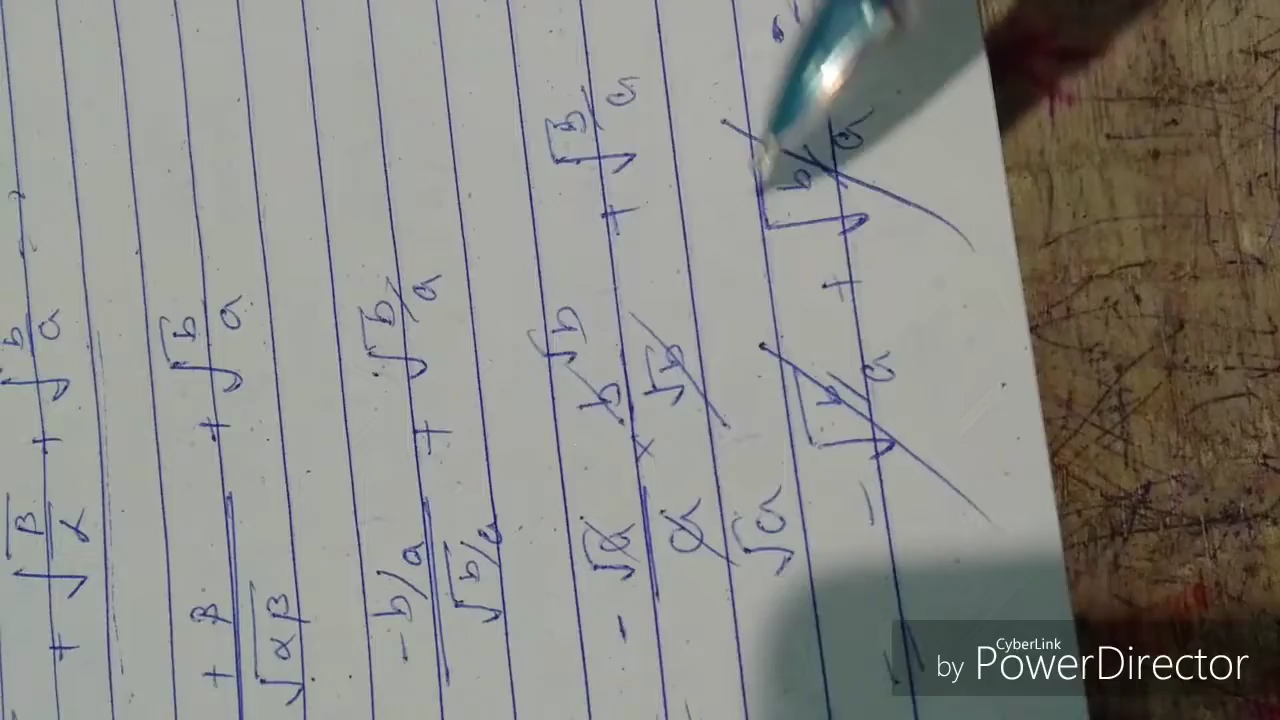 + √β/α + √b/a
+ β/√αβ + √b/a
-b/a/√b/a + √b/a
- √a b √b/a × √b + √b/a
√a
= - √b/a + √b/a
CyberLink
by PowerDirector